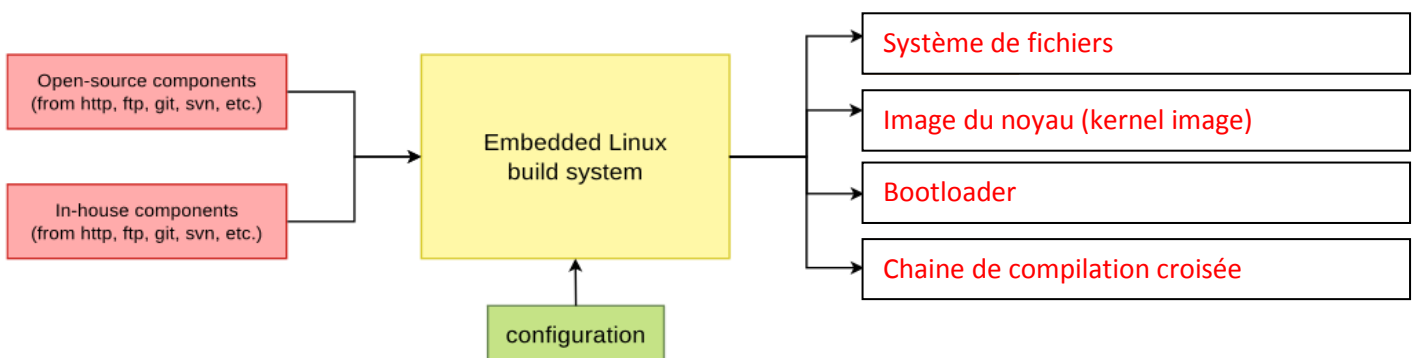 Open-source components
(from http, ftp, git, svn, etc.)
In-house components
(from http, ftp, git, svn, etc.)
Embedded Linux
build system
configuration
Système de fichiers
Image du noyau (kernel image)
Bootloader
Chaine de compilation croisée